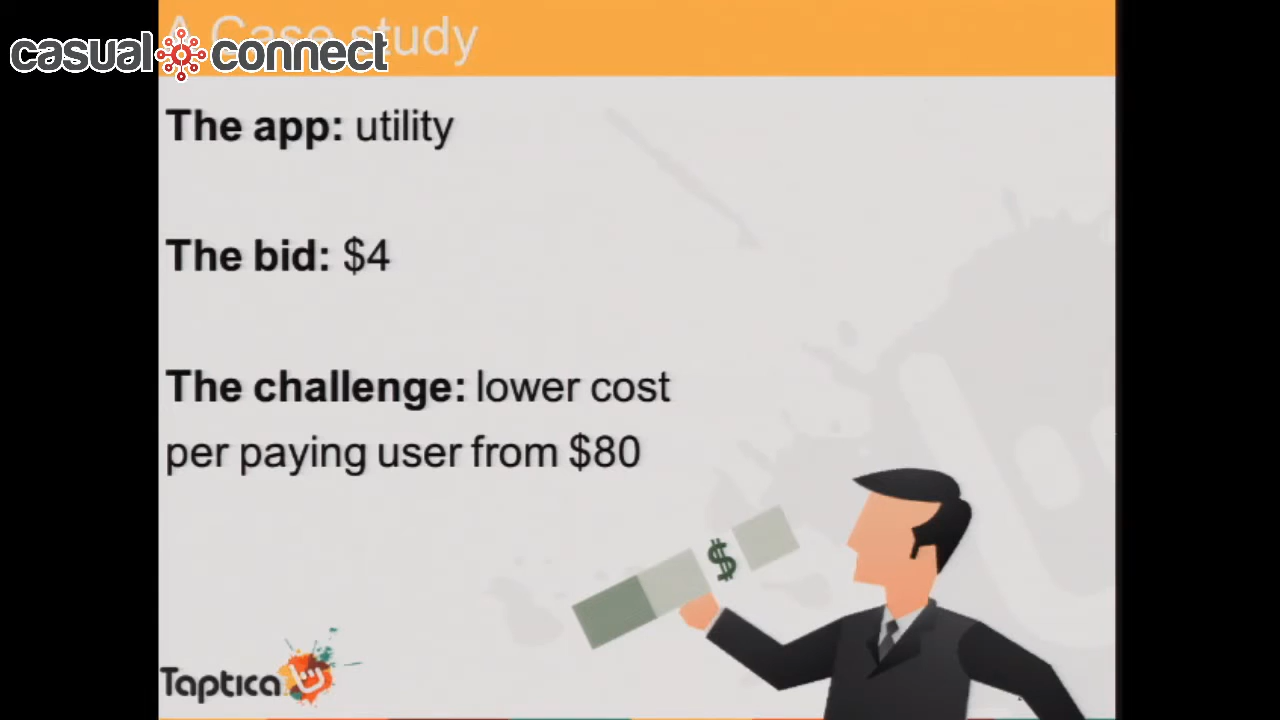 A Case study
casual connect
The app: utility
The bid: $4
The challenge: lower cost
per paying user from $80
$
Taptica